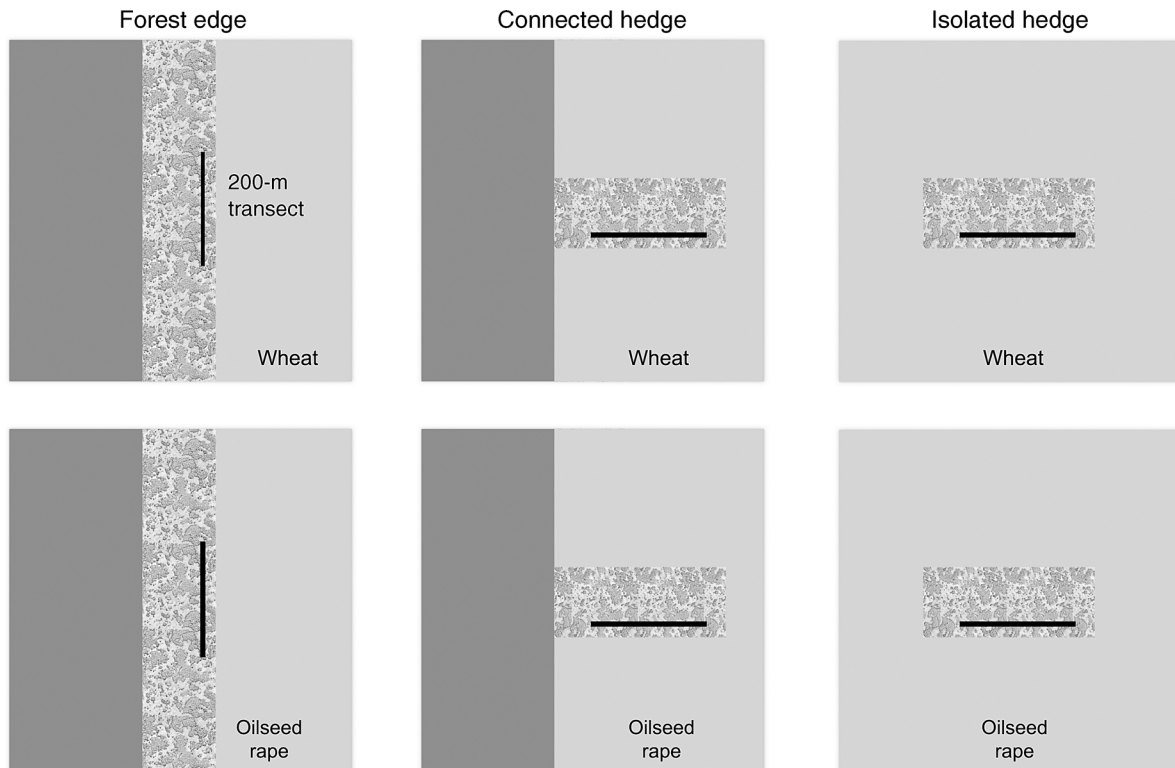 Forest edge
Connected hedge
Isolated hedge
200-m
transect
Wheat
Wheat
Wheat
Oilseed
rape
Oilseed
rape
Oilseed
rape